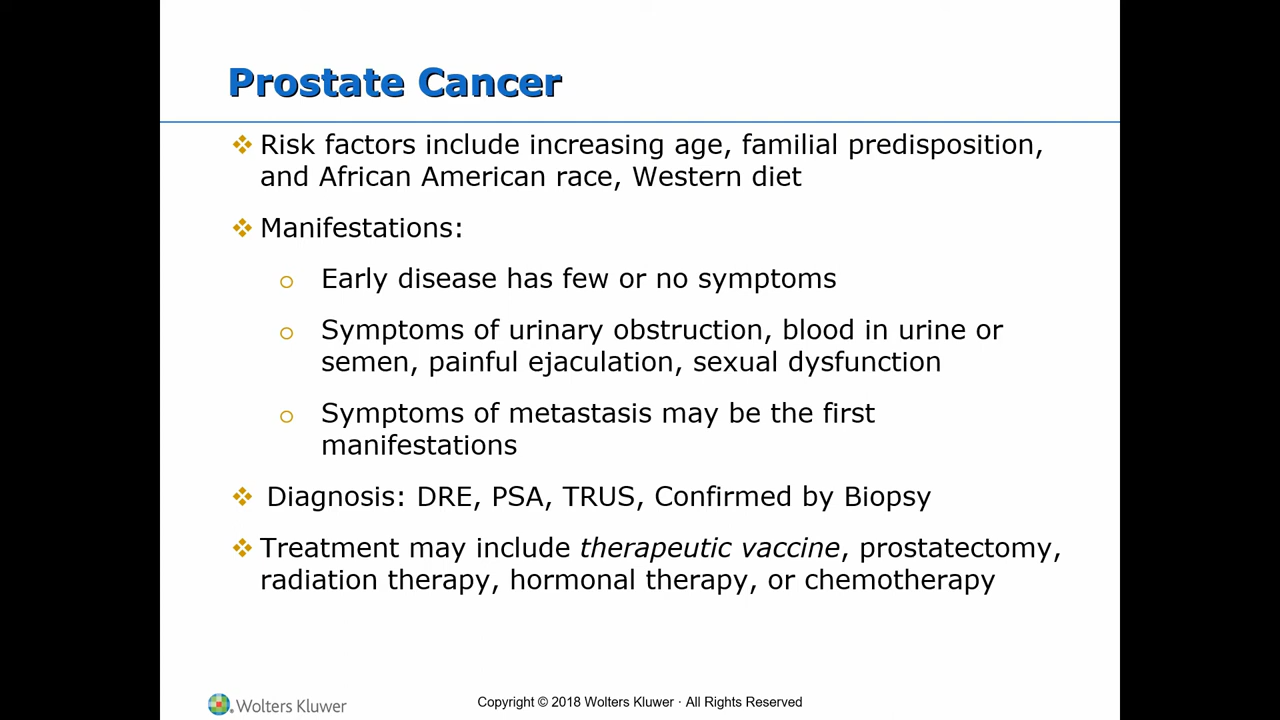 Prostate Cancer
❖ Risk factors include increasing age, familial predisposition,
and African American race, Western diet
❖ Manifestations:
o Early disease has few or no symptoms
o Symptoms of urinary obstruction, blood in urine or
semen, painful ejaculation, sexual dysfunction
o Symptoms of metastasis may be the first
manifestations
❖ Diagnosis: DRE, PSA, TRUS, Confirmed by Biopsy
❖ Treatment may include therapeutic vaccine, prostatectomy,
radiation therapy, hormonal therapy, or chemotherapy
Wolters Kluwer
Copyright © 2018 Wolters Kluwer · All Rights Reserved